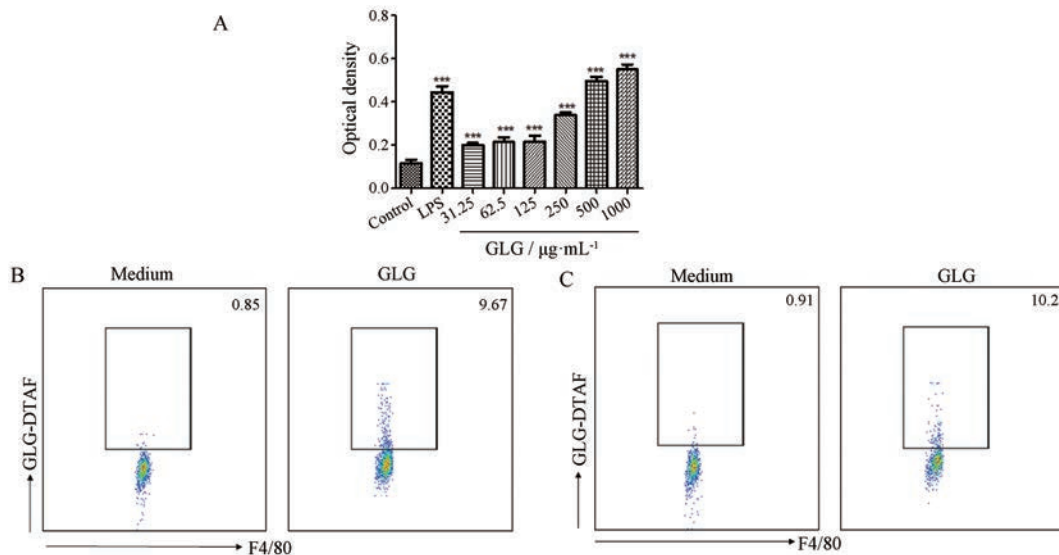 A
Optical density
0.8
0.6
0.4
0.2
0.0
***
***
***
***
***
***
***
Control
LPS
31.25
62.5
125
250
500
1000
GLG / μg·mL⁻¹
B
Medium
GLG
0.85
9.67
GLG-DTAF
F4/80
C
Medium
GLG
0.91
10.2
GLG-DTAF
F4/80